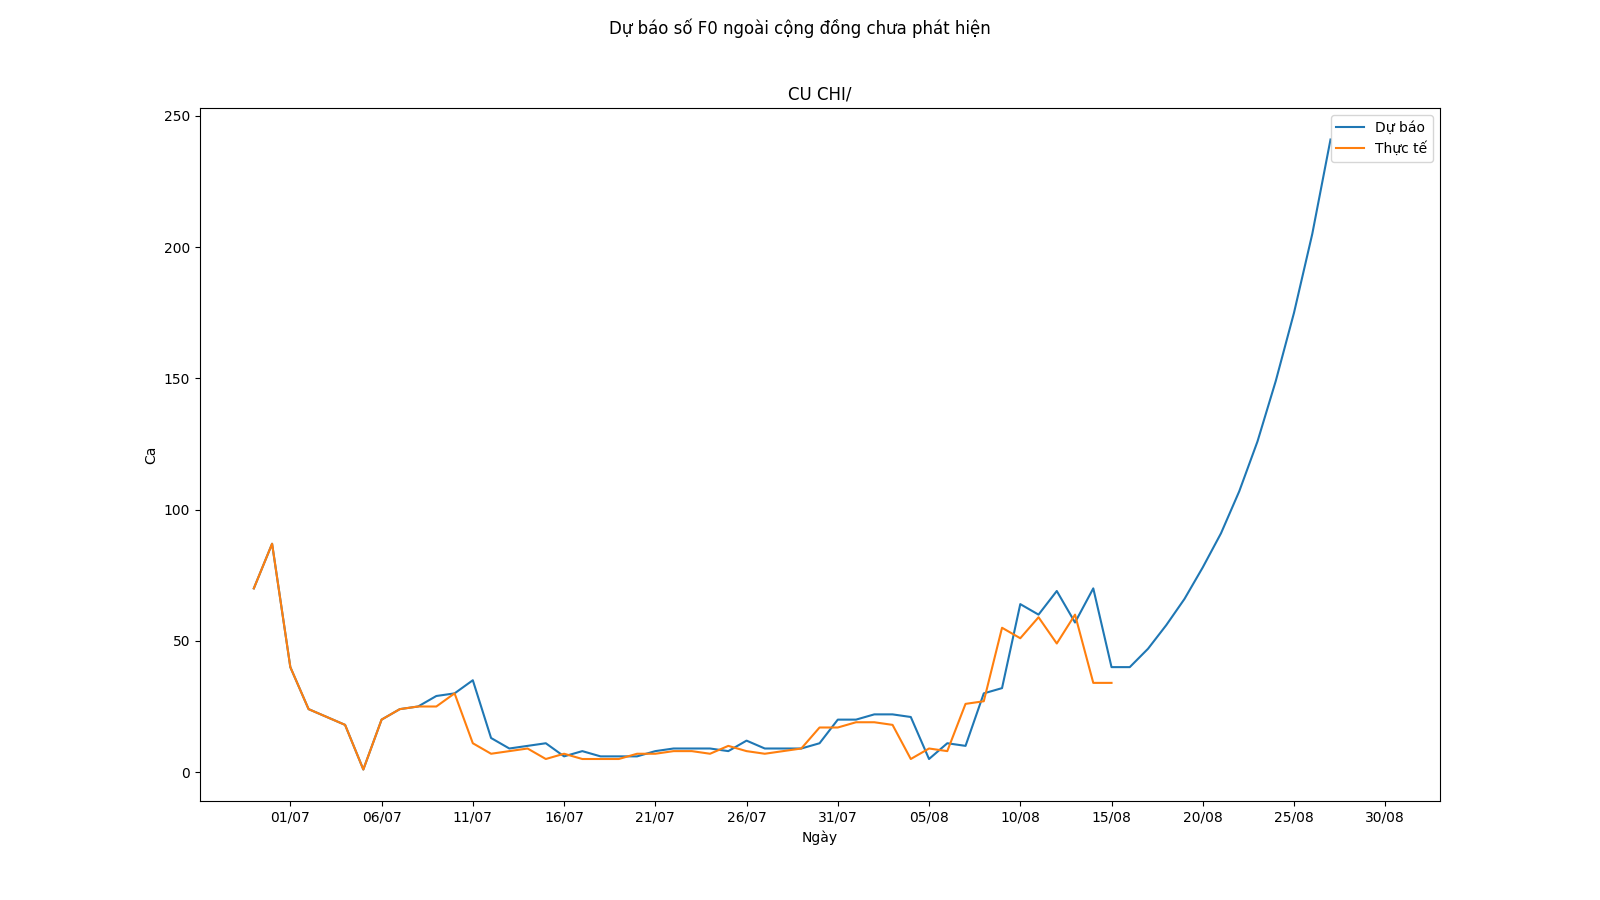 Dự báo số F0 ngoài cộng đồng chưa phát hiện
CU CHI/
250
200
150
100
50
0
Ca
Dự báo
Thực tế
01/07 06/07 11/07 16/07 21/07 26/07 31/07 05/08 10/08 15/08 20/08 25/08 30/08
Ngày